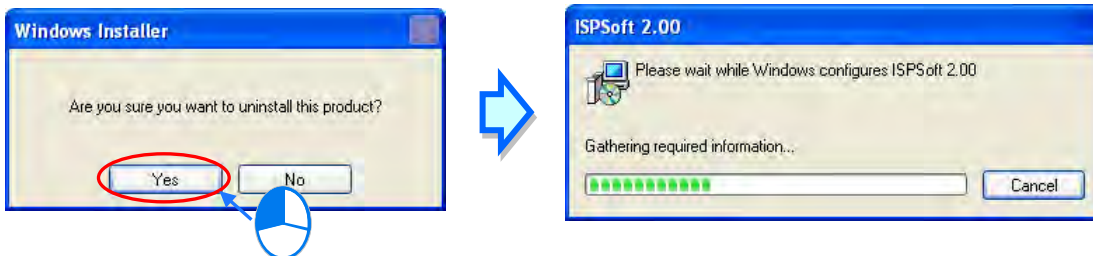 Windows Installer
Are you sure you want to uninstall this product?
Yes
No
ISPSoft 2.00
Please wait while Windows configures ISPSoft 2.00
Gathering required information...
Cancel